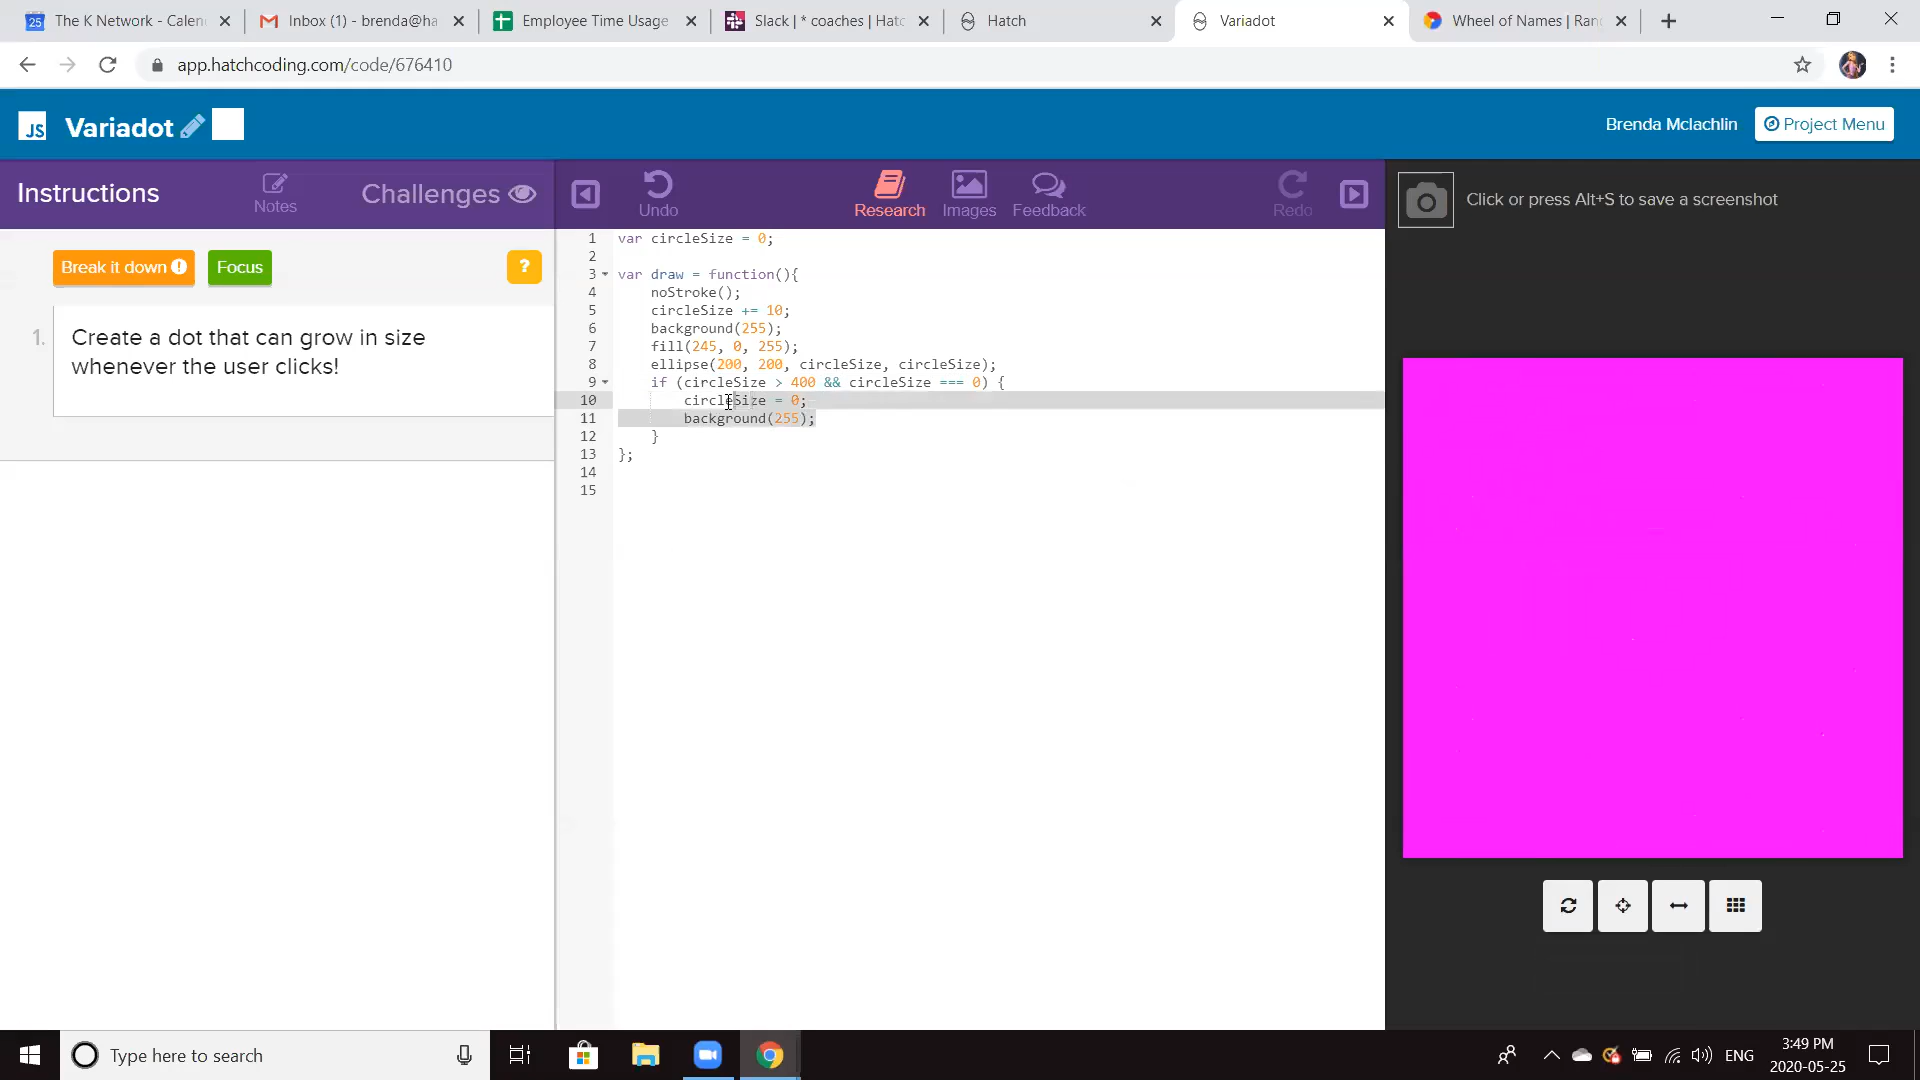 25 The K Network - Calen
Inbox (1) - brenda@ha
Employee Time Usage
Slack | * coaches | Hatc
Hatch
Variadot
Wheel of Names | Ran
app.hatchcoding.com/code/676410
JS Variadot
Brenda Mclachlin
Project Menu
Instructions
Notes
Challenges
Undo
Research
Images
Feedback
Redo
Click or press Alt+S to save a screenshot
Break it down !
Focus
?
1. Create a dot that can grow in size
whenever the user clicks!
1 var circleSize = 0;
2
3 var draw = function(){
4 noStroke();
5 circleSize += 10;
6 background(255);
7 fill(245, 0, 255);
8 ellipse(200, 200, circleSize, circleSize);
9 if (circleSize > 400 && circleSize === 0) {
10 circleSize = 0;
11 background(255);
12 }
13 };
14
15
Type here to search
ENG
3:49 PM
2020-05-25